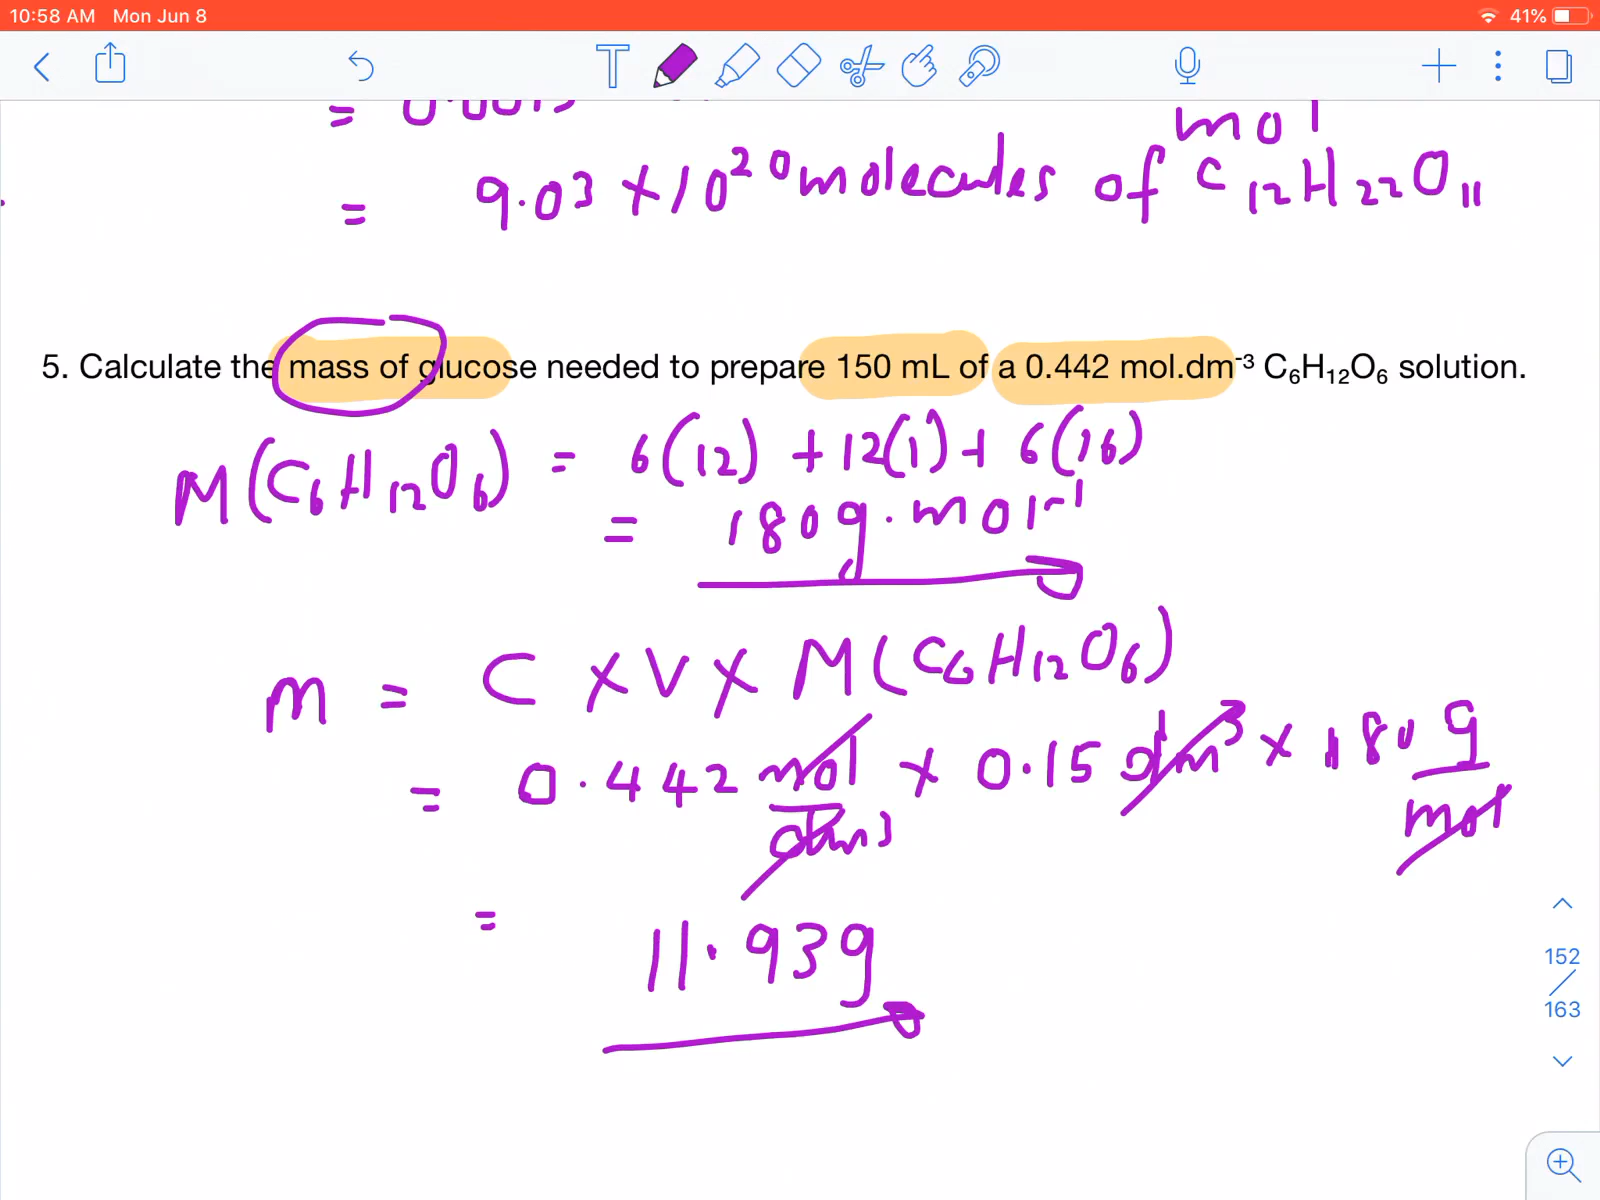 10:58 AM Mon Jun 8
41%
T
mol
= 9.03 × 10²⁰ molecules of C₁₂H₂₂O₁₁
5. Calculate the mass of glucose needed to prepare 150 mL of a 0.442 mol.dm⁻³ C₆H₁₂O₆ solution.
M(C₆H₁₂O₆) = 6(12) + 12(1) + 6(16)
= 180g.mol⁻¹
m = C × V × M(C₆H₁₂O₆)
= 0.442 mol/dm³ × 0.15 dm³ × 180 g/mol
= 11.93g
152
163